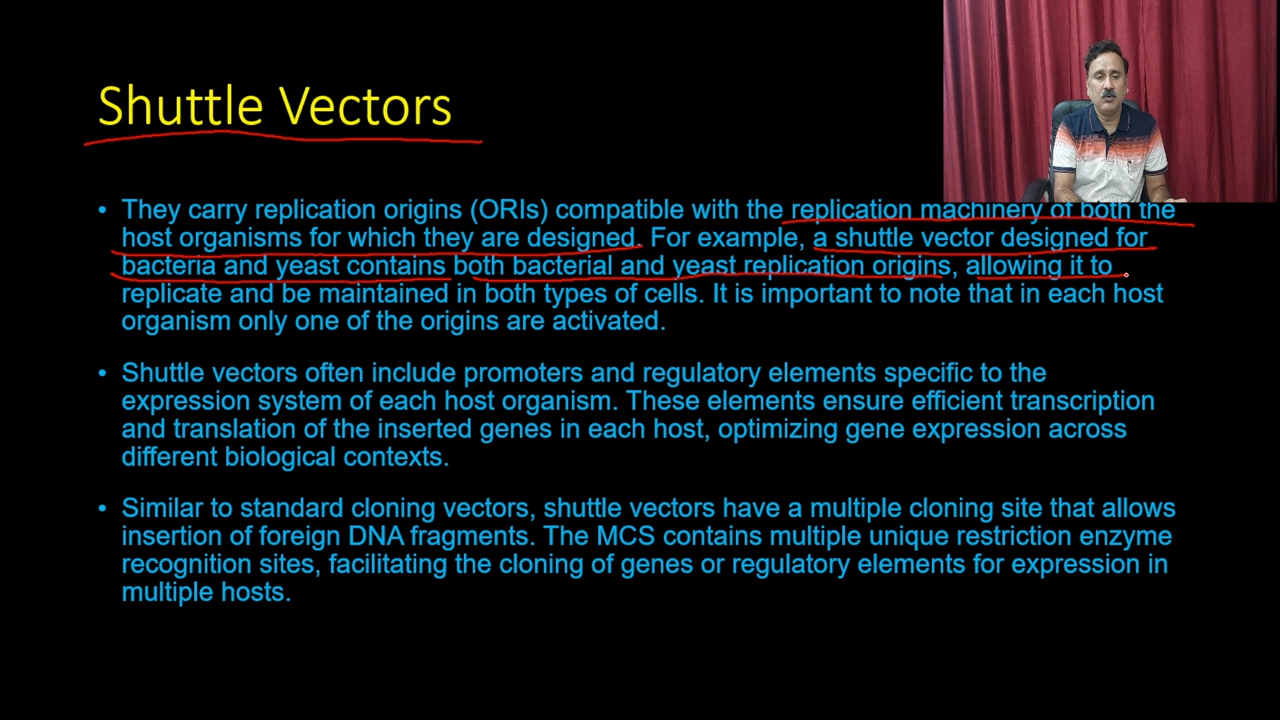 Shuttle Vectors
• They carry replication origins (ORIs) compatible with the replication machinery of both the
host organisms for which they are designed. For example, a shuttle vector designed for
bacteria and yeast contains both bacterial and yeast replication origins, allowing it to
replicate and be maintained in both types of cells. It is important to note that in each host
organism only one of the origins are activated.
• Shuttle vectors often include promoters and regulatory elements specific to the
expression system of each host organism. These elements ensure efficient transcription
and translation of the inserted genes in each host, optimizing gene expression across
different biological contexts.
• Similar to standard cloning vectors, shuttle vectors have a multiple cloning site that allows
insertion of foreign DNA fragments. The MCS contains multiple unique restriction enzyme
recognition sites, facilitating the cloning of genes or regulatory elements for expression in
multiple hosts.